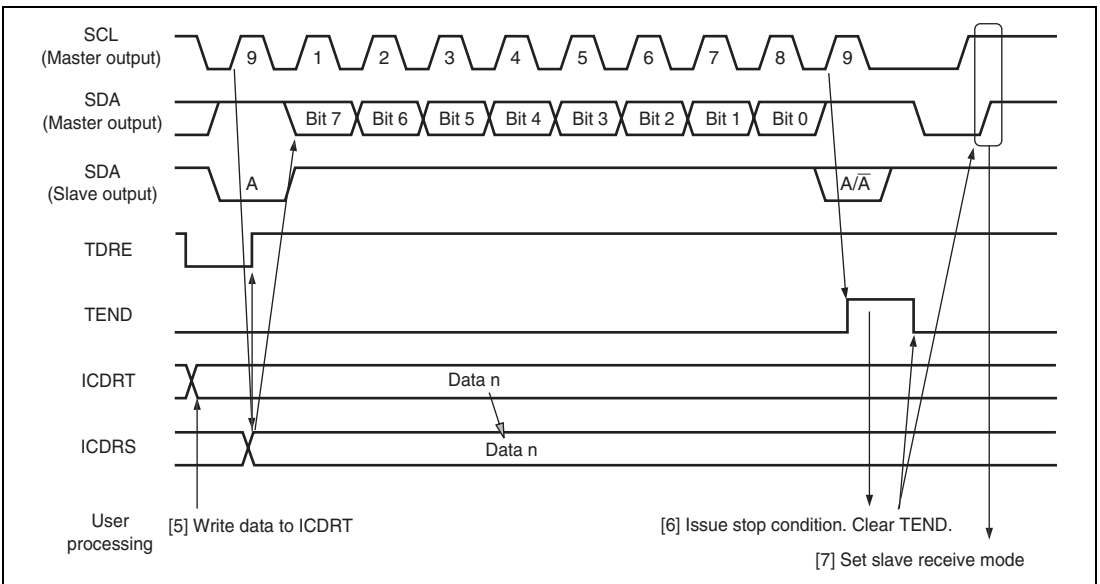 SCL
(Master output)
9 1 2 3 4 5 6 7 8 9
SDA
(Master output)
Bit 7 Bit 6 Bit 5 Bit 4 Bit 3 Bit 2 Bit 1 Bit 0
SDA
(Slave output)
A A/A̅
TDRE
TEND
ICDRT
Data n
ICDRS
Data n
User
processing
[5] Write data to ICDRT
[6] Issue stop condition. Clear TEND.
[7] Set slave receive mode